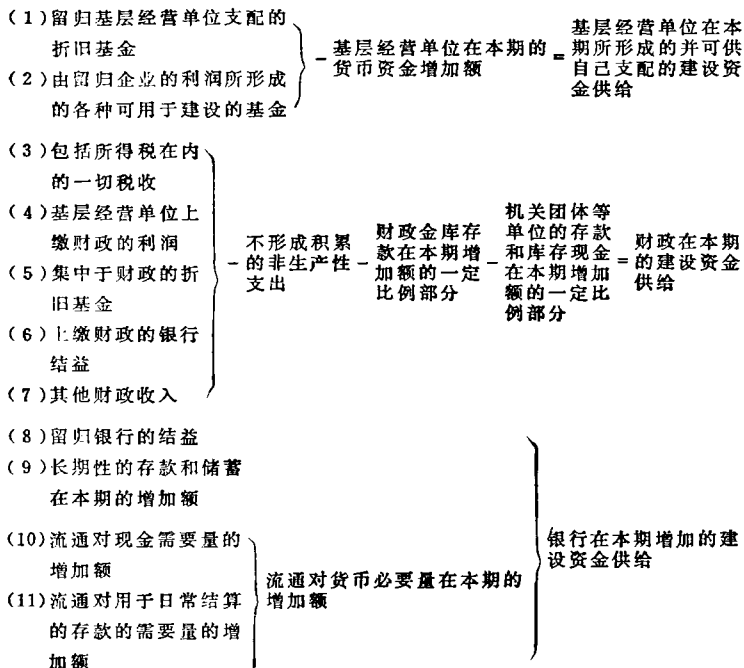 (1)留归基层经营单位支配的
折旧基金
(2)由留归企业的利润所形成
的各种可用于建设的基金
- 基层经营单位在本期的
货币资金增加额
= 基层经营单位在本
期所形成的并可供
自己支配的建设资
金供给
(3)包括所得税在内
的一切税收
(4)基层经营单位上
缴财政的利润
(5)集中于财政的折
旧基金
(6)上缴财政的银行
结益
(7)其他财政收入
- 不形成积累
的非生产性
支出
- 财政金库存
款在本期增
加额的一定
比例部分
- 机关团体等
单位的存款
和库存现金
在本期增加
额的一定比
例部分
= 财政在本期
的建设资金
供给
(8)留归银行的结益
(9)长期性的存款和储蓄
在本期的增加额
(10)流通对现金需要量的
增加额
(11)流通对用于日常结算
的存款的需要量的增
加额
流通对货币必要量在本期的
增加额
银行在本期增加的建
设资金供给